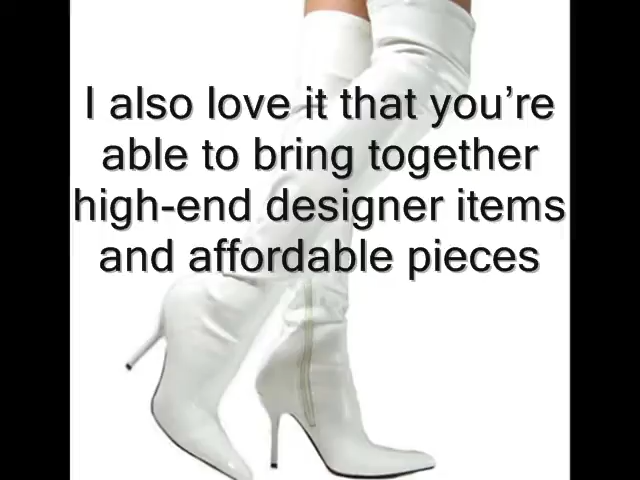 I also love it that you’re
able to bring together
high-end designer items
and affordable pieces